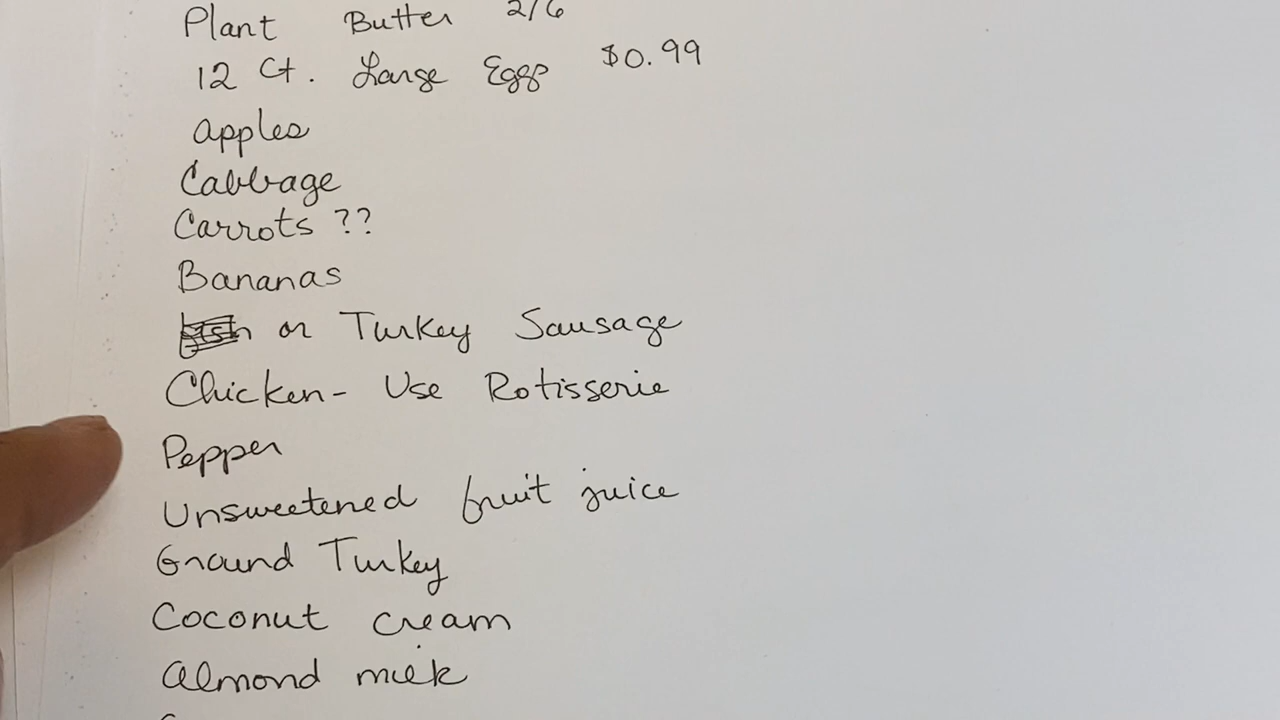 Plant Butter 2/6
12 Ct. Large Eggs $0.99
apples
Cabbage
Carrots ??
Bananas
or Turkey Sausage
Chicken- Use Rotisserie
Pepper
Unsweetened fruit juice
Ground Turkey
Coconut cream
almond milk